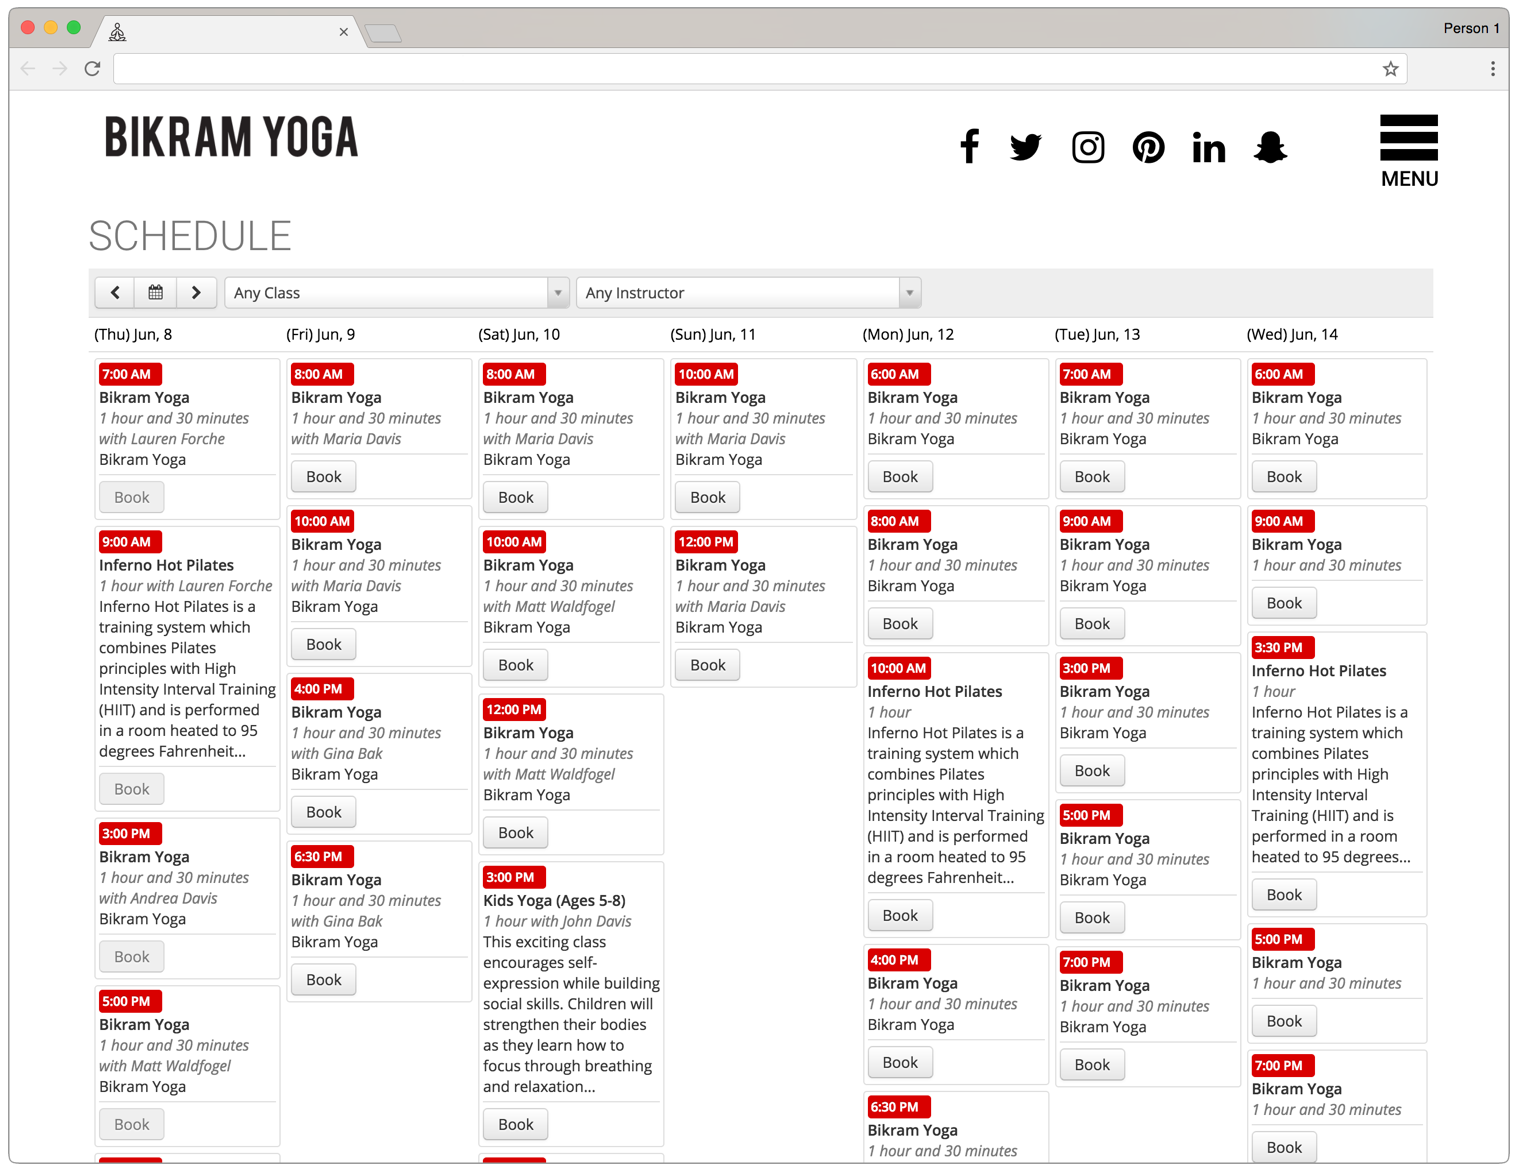 Person 1
BIKRAM YOGA
MENU
SCHEDULE
Any Class
Any Instructor
(Thu) Jun, 8
7:00 AM
Bikram Yoga
1 hour and 30 minutes
with Lauren Forche
Bikram Yoga
Book
9:00 AM
Inferno Hot Pilates
1 hour with Lauren Forche
Inferno Hot Pilates is a
training system which
combines Pilates
principles with High
Intensity Interval Training
(HIIT) and is performed
in a room heated to 95
degrees Fahrenheit...
Book
3:00 PM
Bikram Yoga
1 hour and 30 minutes
with Andrea Davis
Bikram Yoga
Book
5:00 PM
Bikram Yoga
1 hour and 30 minutes
with Matt Waldfogel
Bikram Yoga
Book
(Fri) Jun, 9
8:00 AM
Bikram Yoga
1 hour and 30 minutes
with Maria Davis
Book
10:00 AM
Bikram Yoga
1 hour and 30 minutes
with Maria Davis
Bikram Yoga
Book
4:00 PM
Bikram Yoga
1 hour and 30 minutes
with Gina Bak
Bikram Yoga
Book
6:30 PM
Bikram Yoga
1 hour and 30 minutes
with Gina Bak
Bikram Yoga
Book
(Sat) Jun, 10
8:00 AM
Bikram Yoga
1 hour and 30 minutes
with Maria Davis
Bikram Yoga
Book
10:00 AM
Bikram Yoga
1 hour and 30 minutes
with Matt Waldfogel
Bikram Yoga
Book
12:00 PM
Bikram Yoga
1 hour and 30 minutes
with Matt Waldfogel
Bikram Yoga
Book
3:00 PM
Kids Yoga (Ages 5-8)
1 hour with John Davis
This exciting class
encourages self-
expression while building
social skills. Children will
strengthen their bodies
as they learn how to
focus through breathing
and relaxation...
Book
(Sun) Jun, 11
10:00 AM
Bikram Yoga
1 hour and 30 minutes
with Maria Davis
Bikram Yoga
Book
12:00 PM
Bikram Yoga
1 hour and 30 minutes
with Maria Davis
Bikram Yoga
Book
(Mon) Jun, 12
6:00 AM
Bikram Yoga
1 hour and 30 minutes
Bikram Yoga
Book
8:00 AM
Bikram Yoga
1 hour and 30 minutes
Bikram Yoga
Book
10:00 AM
Inferno Hot Pilates
1 hour
Inferno Hot Pilates is a
training system which
combines Pilates
principles with High
Intensity Interval Training
(HIIT) and is performed
in a room heated to 95
degrees Fahrenheit...
Book
4:00 PM
Bikram Yoga
1 hour and 30 minutes
Bikram Yoga
Book
6:30 PM
Bikram Yoga
1 hour and 30 minutes
(Tue) Jun, 13
7:00 AM
Bikram Yoga
1 hour and 30 minutes
Bikram Yoga
Book
9:00 AM
Bikram Yoga
1 hour and 30 minutes
Bikram Yoga
Book
3:00 PM
Bikram Yoga
1 hour and 30 minutes
Bikram Yoga
Book
5:00 PM
Bikram Yoga
1 hour and 30 minutes
Bikram Yoga
Book
7:00 PM
Bikram Yoga
1 hour and 30 minutes
Bikram Yoga
Book
(Wed) Jun, 14
6:00 AM
Bikram Yoga
1 hour and 30 minutes
Bikram Yoga
Book
9:00 AM
Bikram Yoga
1 hour and 30 minutes
Book
3:30 PM
Inferno Hot Pilates
1 hour
Inferno Hot Pilates is a
training system which
combines Pilates
principles with High
Intensity Interval
Training (HIIT) and is
performed in a room
heated to 95 degrees...
Book
5:00 PM
Bikram Yoga
1 hour and 30 minutes
Book
7:00 PM
Bikram Yoga
1 hour and 30 minutes
Book